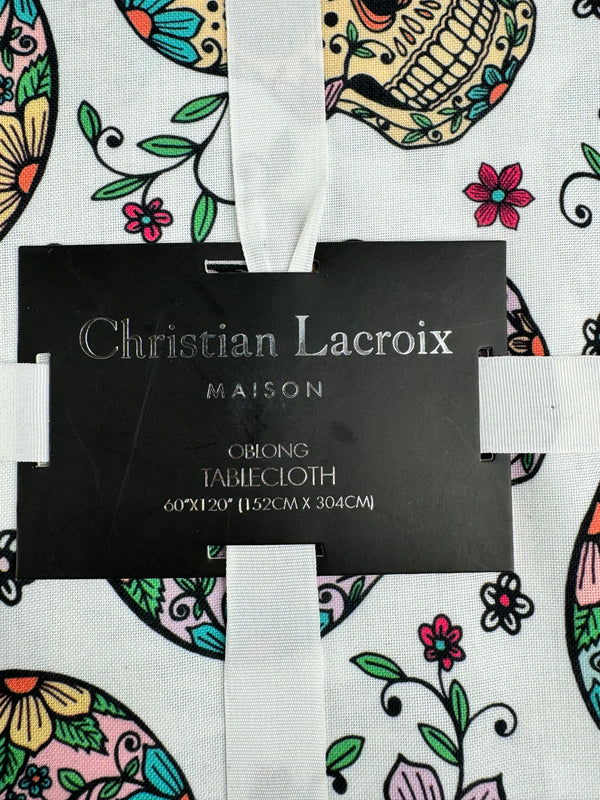 Christian Lacroix
MAISON
OBLONG
TABLECLOTH
60"X120" (152CM X 304CM)